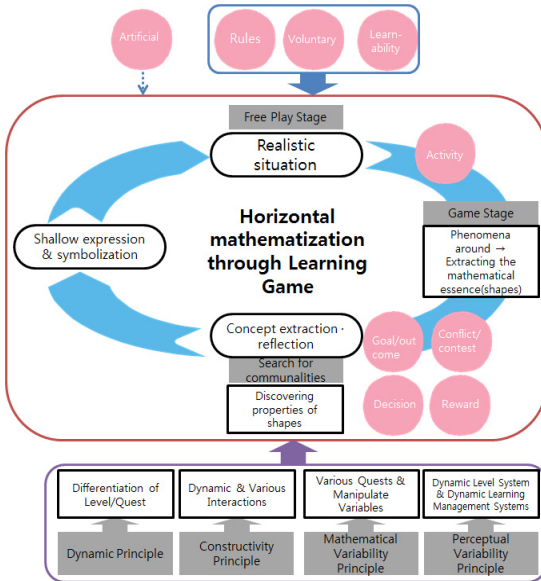 Artificial
Rules
Voluntary
Learn-
ability
Free Play Stage
Realistic
situation
Activity
Game Stage
Phenomena
around →
Extracting the
mathematical
essence(shapes)
Shallow expression
& symbolization
Horizontal
mathematization
through Learning
Game
Concept extraction ·
reflection
Search for
communalities
Discovering
properties of
shapes
Goal/out
come
Conflict/
contest
Decision
Reward
Differentiation of
Level/Quest
Dynamic & Various
Interactions
Various Quests &
Manipulate
Variables
Dynamic Level System
& Dynamic Learning
Management Systems
Dynamic Principle
Constructivity
Principle
Mathematical
Variability
Principle
Perceptual
Variability
Principle